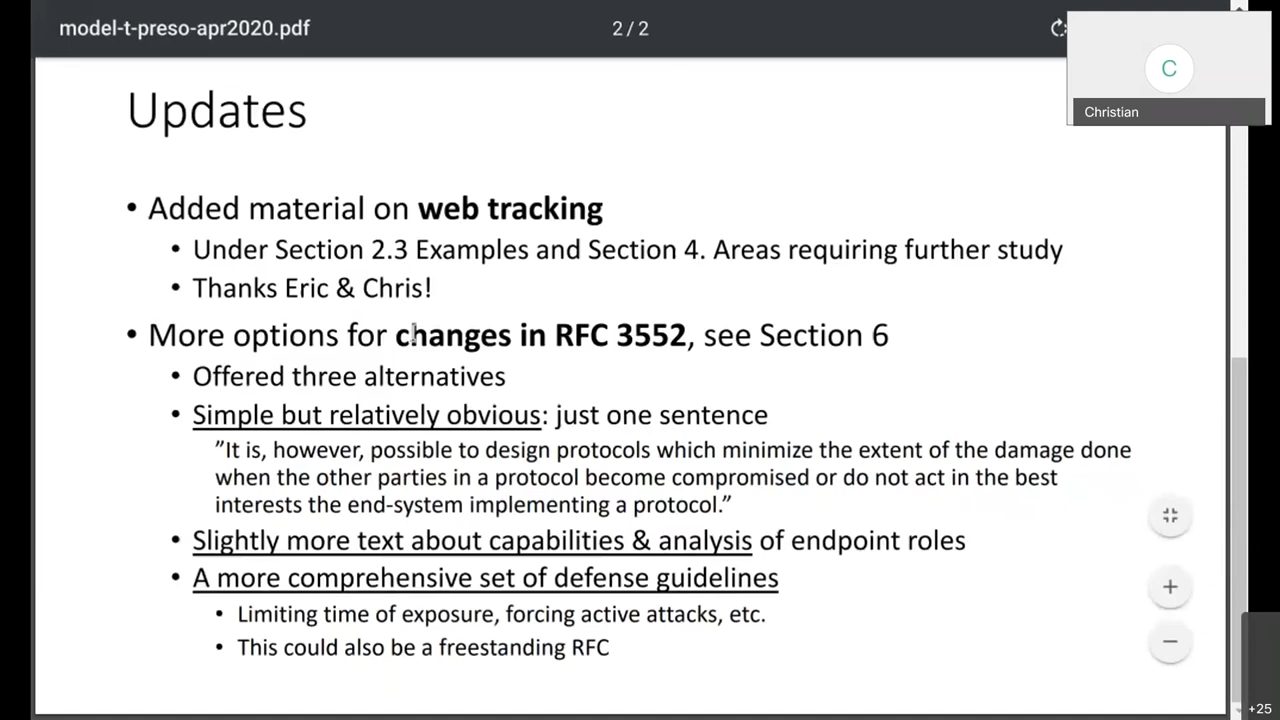 model-t-preso-apr2020.pdf
2 / 2
C
Christian
Updates
• Added material on web tracking
• Under Section 2.3 Examples and Section 4. Areas requiring further study
• Thanks Eric & Chris!
• More options for changes in RFC 3552, see Section 6
• Offered three alternatives
• Simple but relatively obvious: just one sentence
”It is, however, possible to design protocols which minimize the extent of the damage done
when the other parties in a protocol become compromised or do not act in the best
interests the end-system implementing a protocol.”
• Slightly more text about capabilities & analysis of endpoint roles
• A more comprehensive set of defense guidelines
• Limiting time of exposure, forcing active attacks, etc.
• This could also be a freestanding RFC
+25